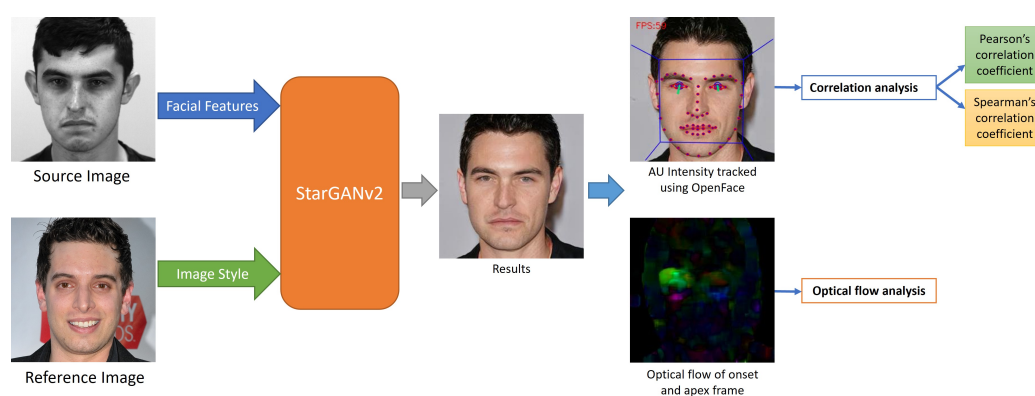 Source Image
Facial Features
Reference Image
Image Style
StarGANv2
Results
FPS:
AU Intensity tracked
using OpenFace
Optical flow of onset
and apex frame
Correlation analysis
Pearson's
correlation
coefficient
Spearman's
correlation
coefficient
Optical flow analysis